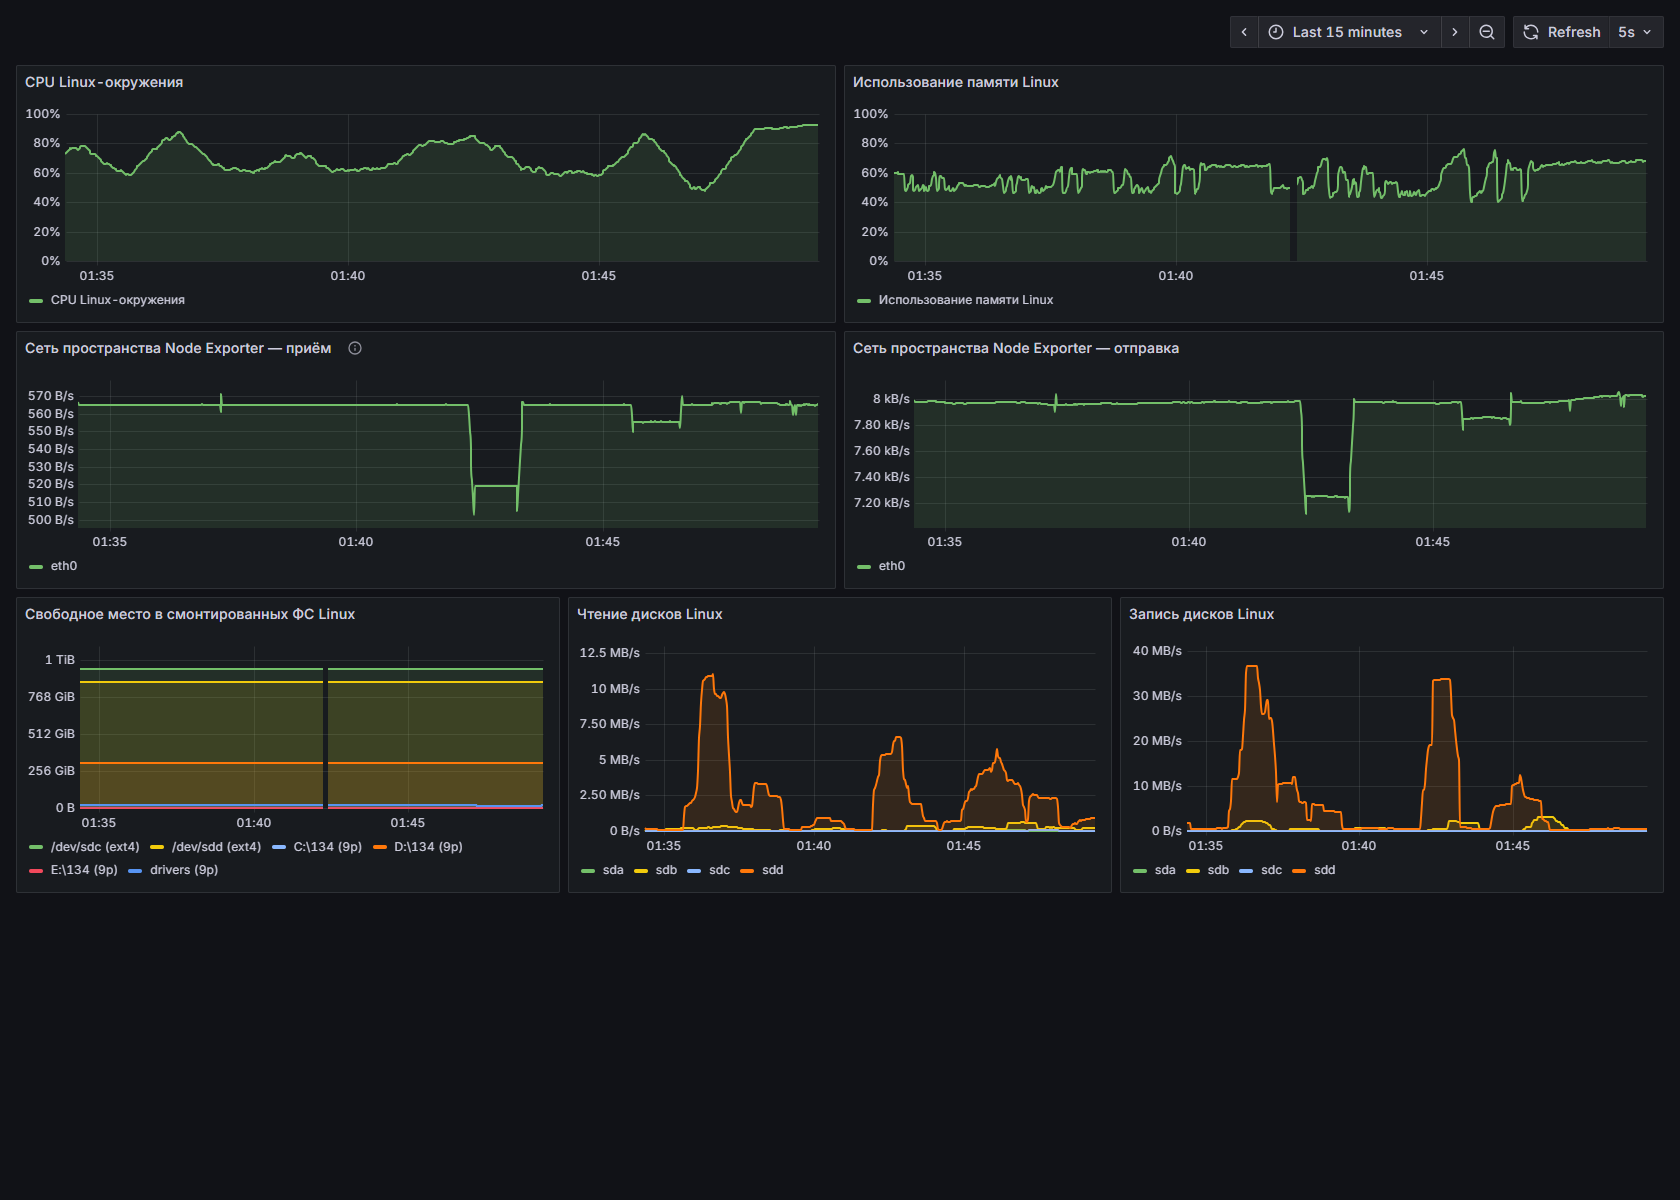 Last 15 minutes Refresh 5s
CPU Linux-окружения
100%
80%
60%
40%
20%
0%
01:35 01:40 01:45
CPU Linux-окружения
Использование памяти Linux
100%
80%
60%
40%
20%
0%
01:35 01:40 01:45
Использование памяти Linux
Сеть пространства Node Exporter — приём
570 B/s
560 B/s
550 B/s
540 B/s
530 B/s
520 B/s
510 B/s
500 B/s
01:35 01:40 01:45
eth0
Сеть пространства Node Exporter — отправка
8 kB/s
7.80 kB/s
7.60 kB/s
7.40 kB/s
7.20 kB/s
01:35 01:40 01:45
eth0
Свободное место в смонтированных ФС Linux
1 TiB
768 GiB
512 GiB
256 GiB
0 B
01:35 01:40 01:45
/dev/sdc (ext4) /dev/sdd (ext4) C:\134 (9p) D:\134 (9p)
E:\134 (9p) drivers (9p)
Чтение дисков Linux
12.5 MB/s
10 MB/s
7.50 MB/s
5 MB/s
2.50 MB/s
0 B/s
01:35 01:40 01:45
sda sdb sdc sdd
Запись дисков Linux
40 MB/s
30 MB/s
20 MB/s
10 MB/s
0 B/s
01:35 01:40 01:45
sda sdb sdc sdd